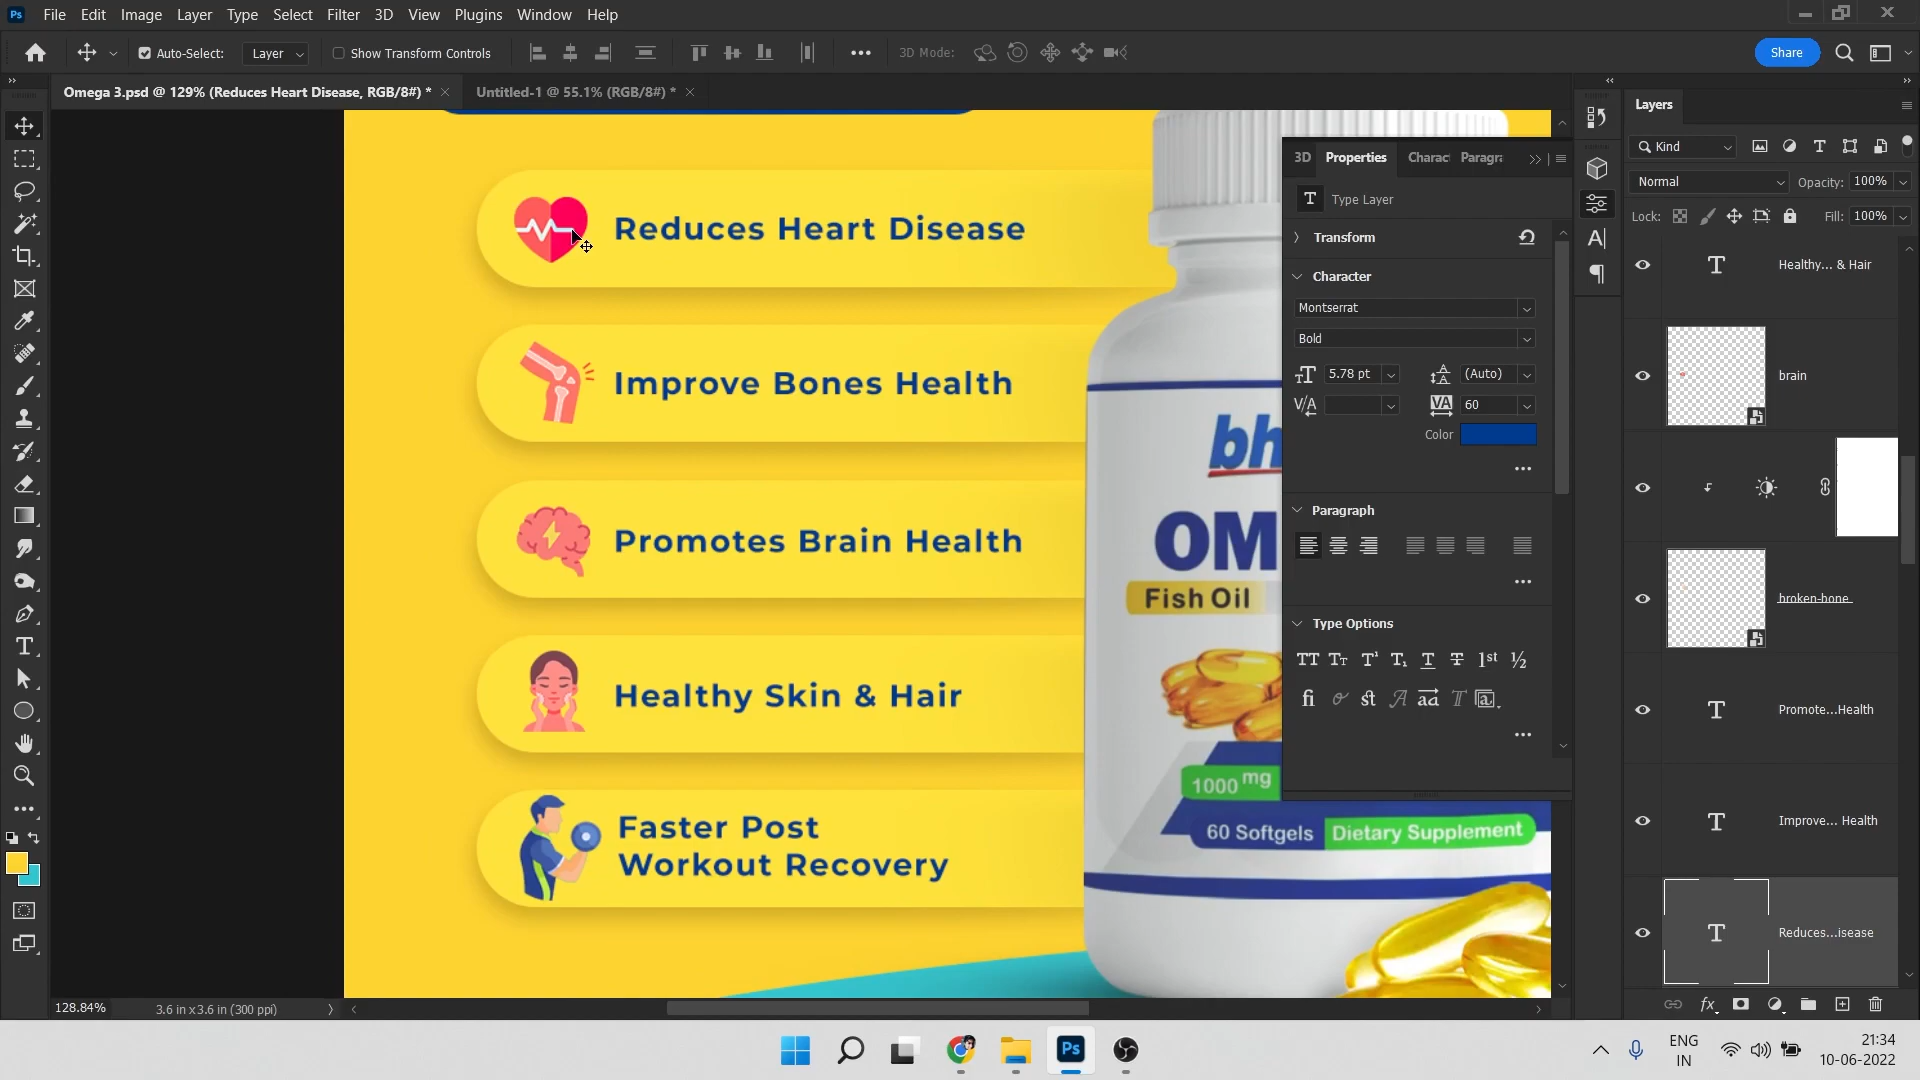 Ps File Edit Image Layer Type Select Filter 3D View Plugins Window Help
Auto-Select: Layer Show Transform Controls 3D Mode: Share
Omega 3.psd @ 129% (Reduces Heart Disease, RGB/8#) * Untitled-1 @ 55.1% (RGB/8#) *
Reduces Heart Disease
Improve Bones Health
Promotes Brain Health
Healthy Skin & Hair
Faster Post
Workout Recovery
bh
OM
Fish Oil
1000 mg
60 Softgels Dietary Supplement
3D Properties Charac Paragra
Type Layer
Transform
Character
Montserrat
Bold
5.78 pt (Auto)
60
Color
Paragraph
Type Options
Layers
Kind
Normal Opacity: 100%
Lock: Fill: 100%
Healthy... & Hair
brain
broken-bone
Promote...Health
Improve... Health
Reduces...isease
128.84% 3.6 in x 3.6 in (300 ppi)
ENG
IN
21:34
10-06-2022